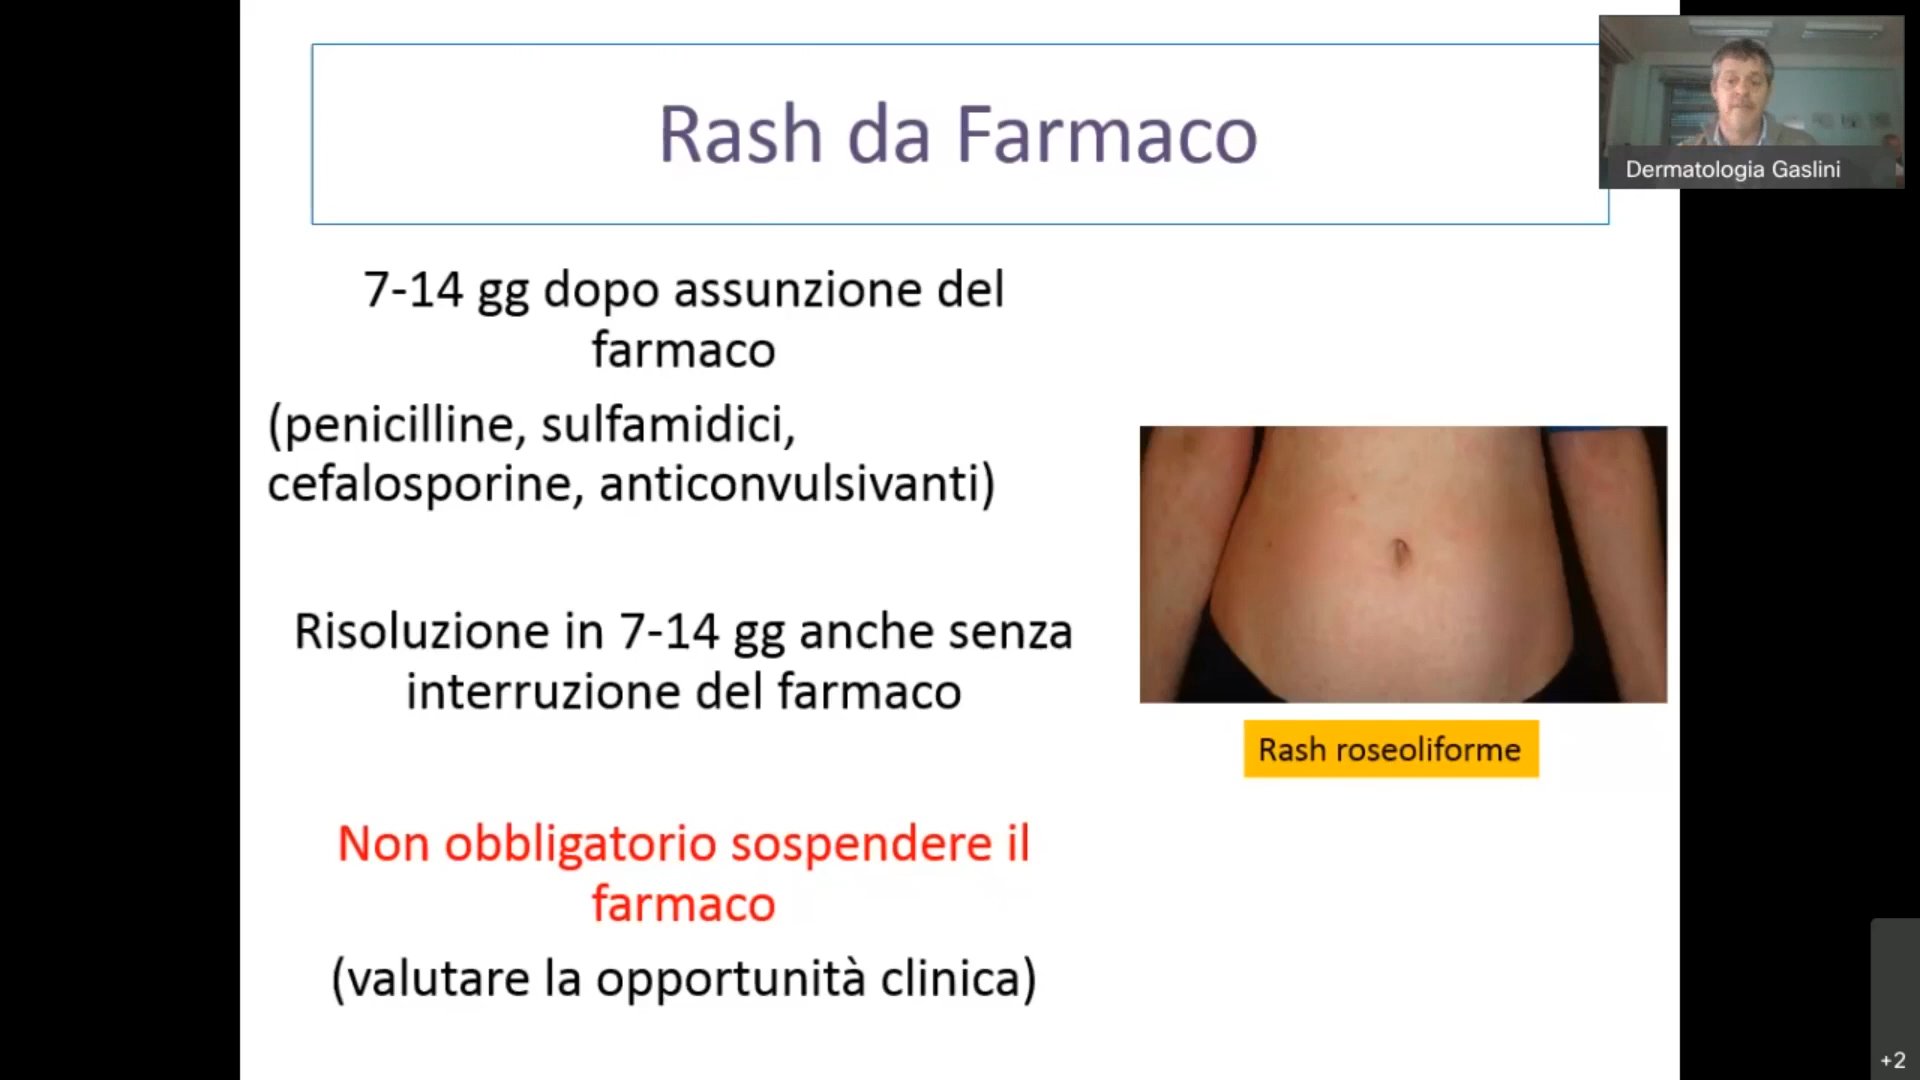 Rash da Farmaco
Dermatologia Gaslini
7-14 gg dopo assunzione del
farmaco
(penicilline, sulfamidici,
cefalosporine, anticonvulsivanti)
Risoluzione in 7-14 gg anche senza
interruzione del farmaco
Rash roseoliforme
Non obbligatorio sospendere il
farmaco
(valutare la opportunità clinica)
+2